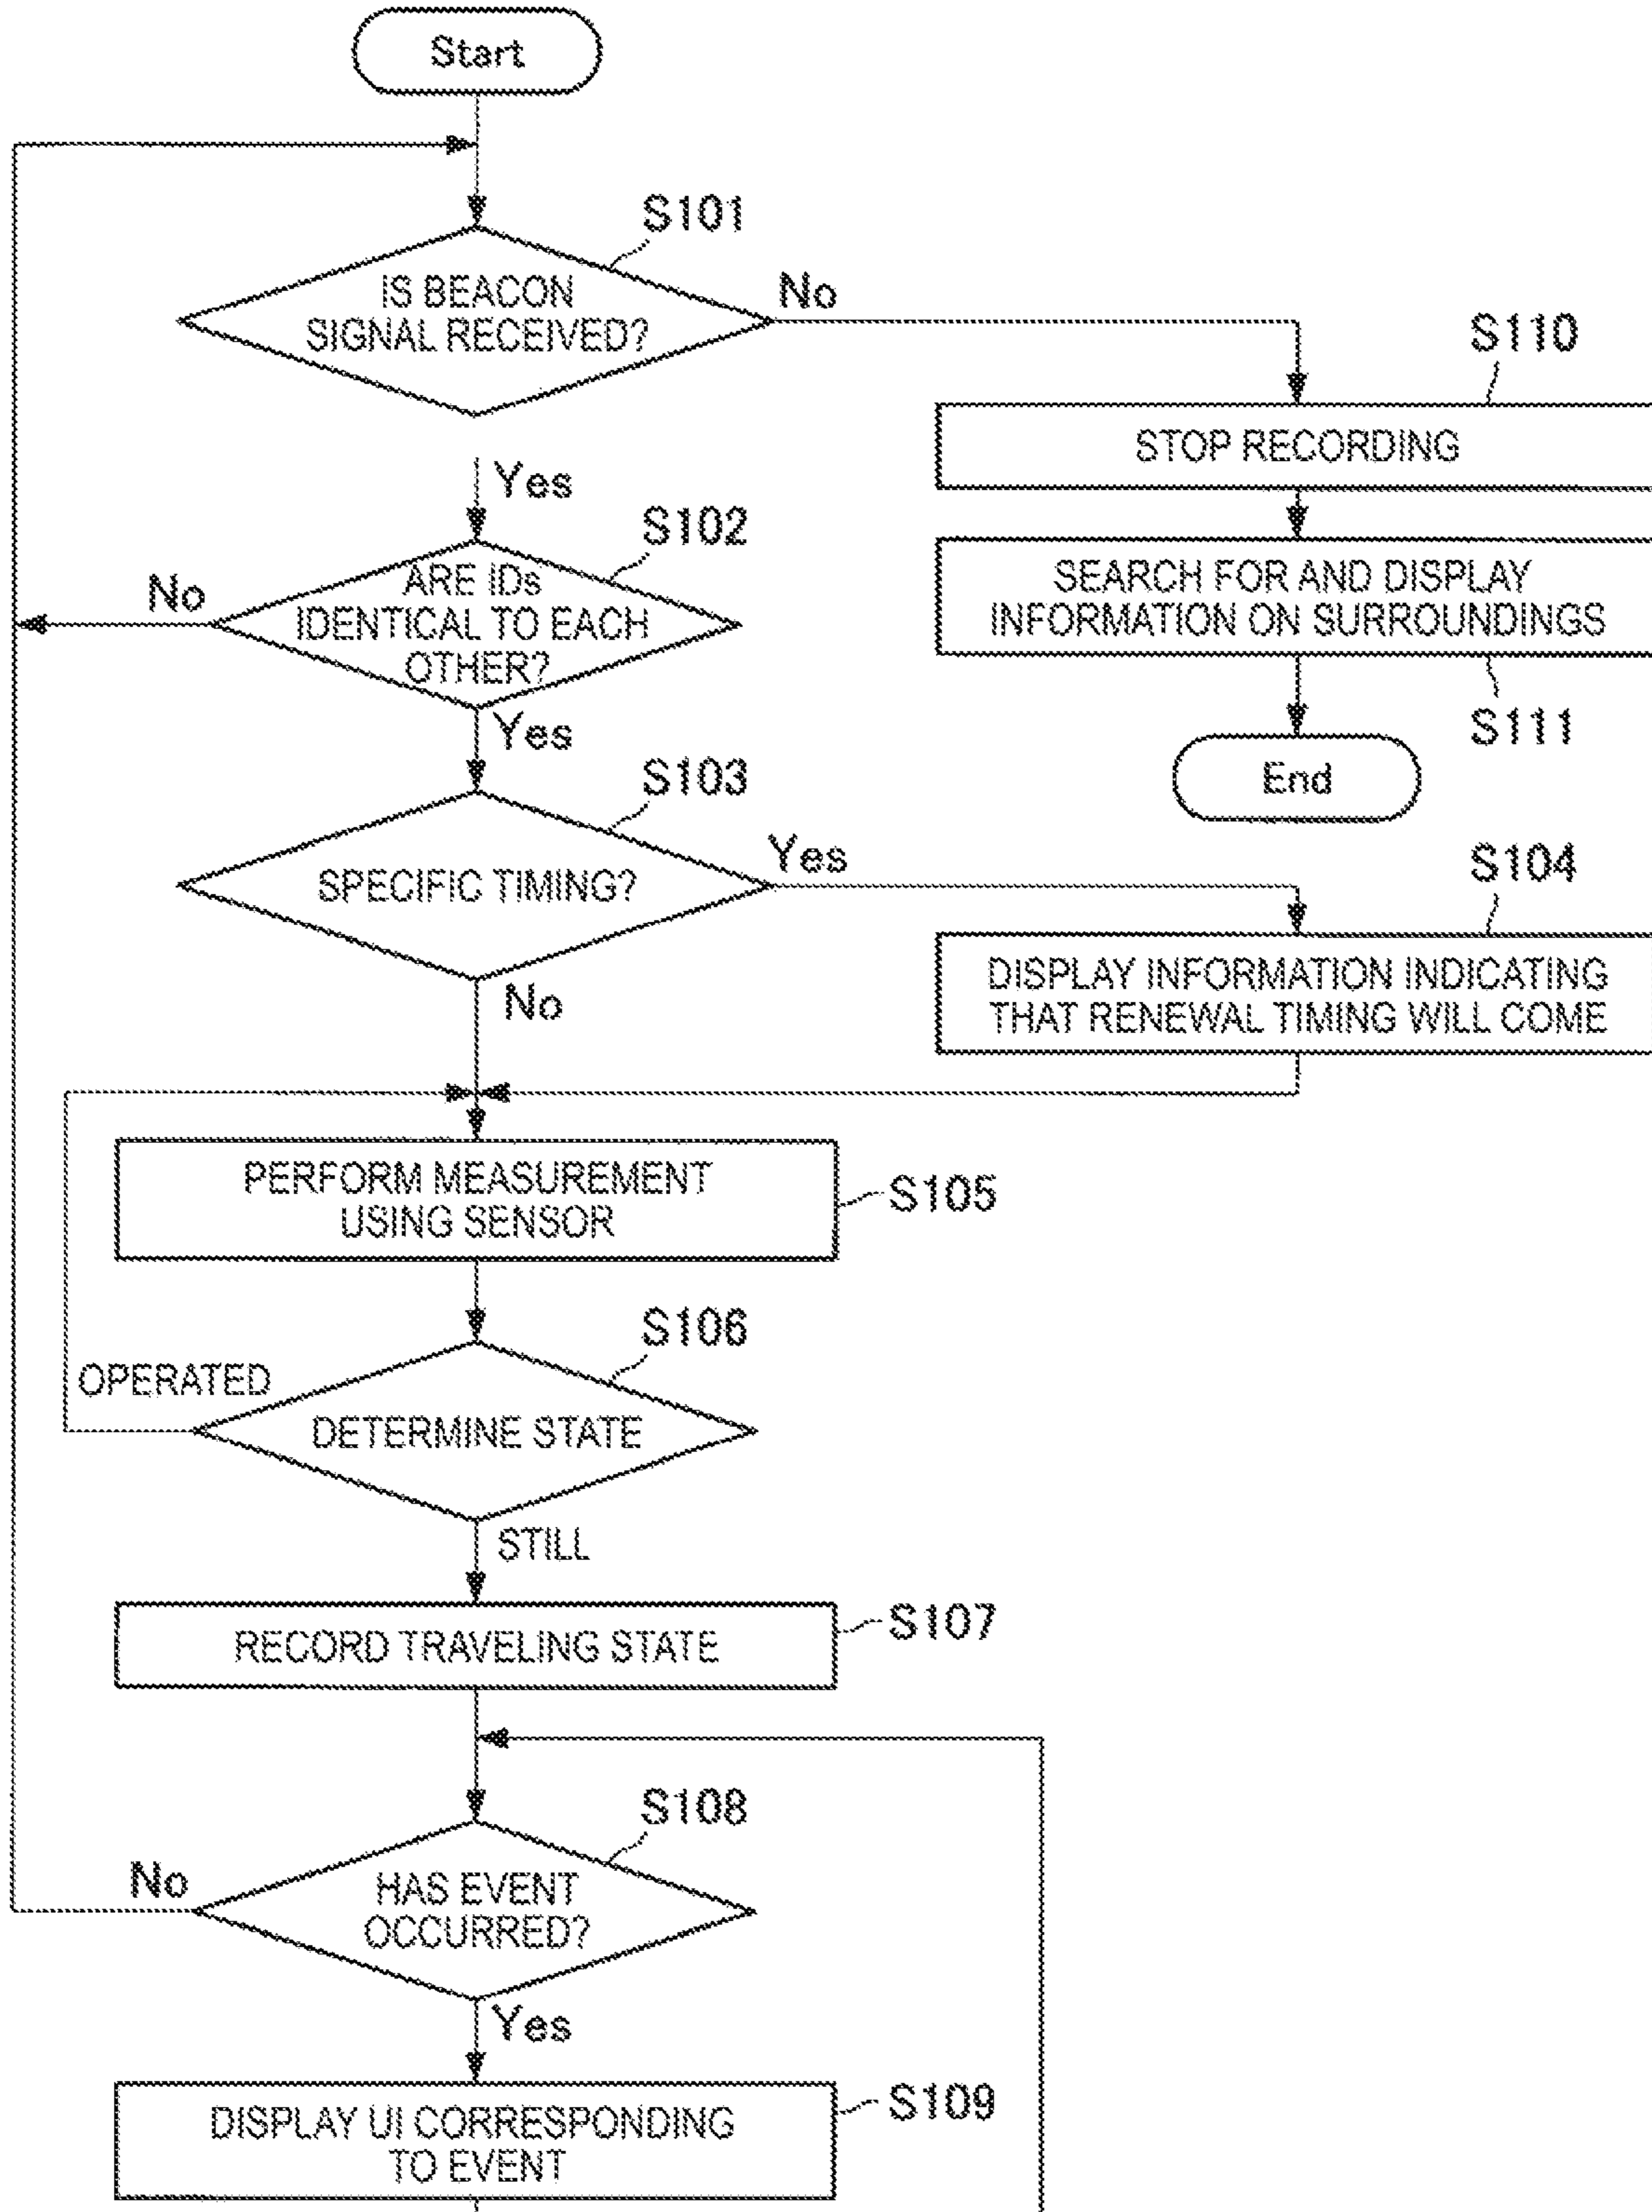 Start
S101
IS BEACON
SIGNAL RECEIVED?
No
S110
STOP RECORDING
Yes
S102
ARE IDs
IDENTICAL TO EACH
OTHER?
No
SEARCH FOR AND DISPLAY
INFORMATION ON SURROUNDINGS
S111
End
Yes
S103
SPECIFIC TIMING?
Yes
S104
DISPLAY INFORMATION INDICATING
THAT RENEWAL TIMING WILL COME
No
PERFORM MEASUREMENT
USING SENSOR
S105
S106
OPERATED
DETERMINE STATE
STILL
RECORD TRAVELING STATE
S107
S108
No
HAS EVENT
OCCURRED?
Yes
DISPLAY UI CORRESPONDING
TO EVENT
S109